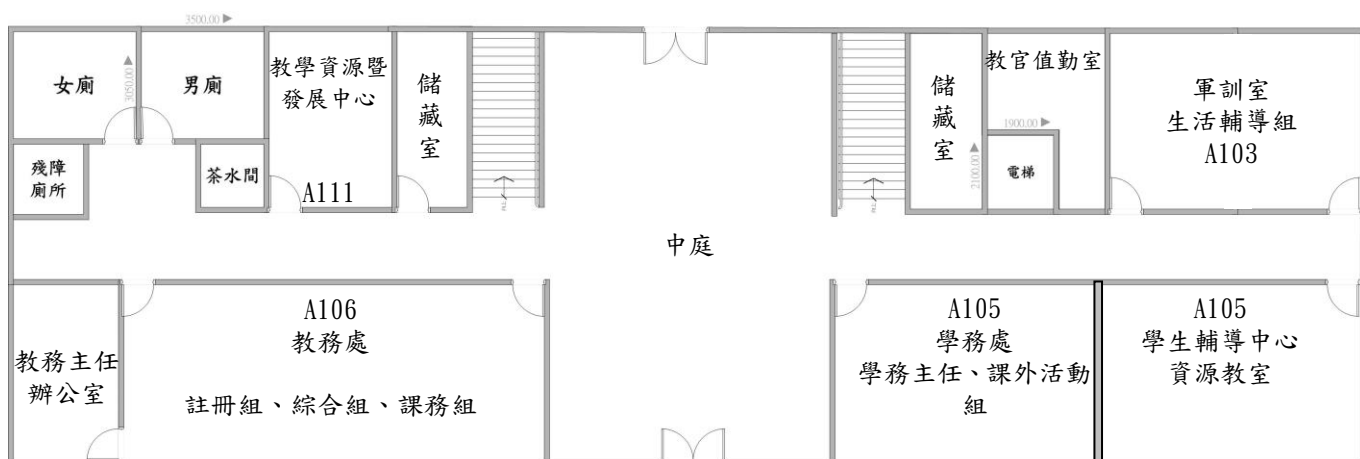 3500.00
女廁
3050.00
男廁
教學資源暨
發展中心
A111
儲
藏
室
殘障
廁所
茶水間
中庭
儲
藏
室
2100.00
教官值勤室
1900.00
電梯
軍訓室
生活輔導組
A103
教務主任
辦公室
A106
教務處
註冊組、綜合組、課務組
A105
學務處
學務主任、課外活動
組
A105
學生輔導中心
資源教室